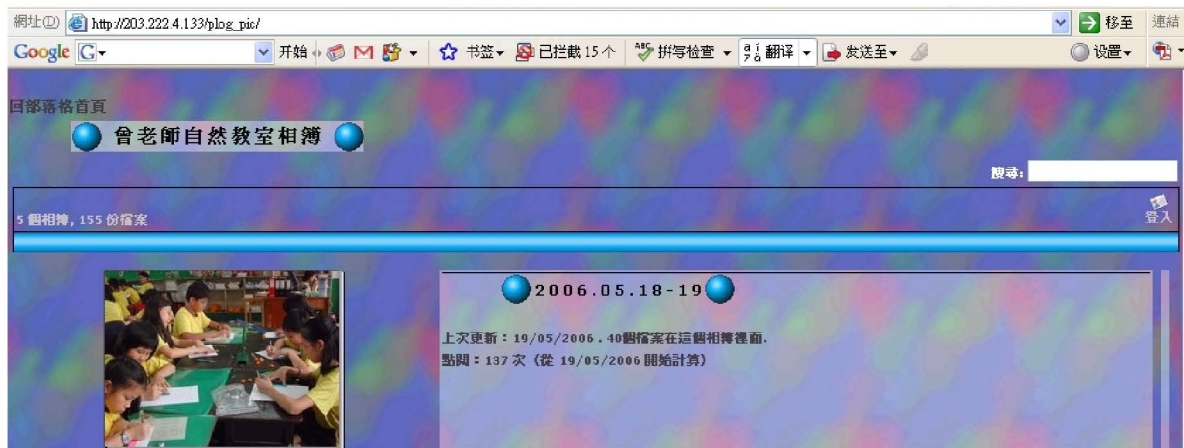 網址(D) http://203.222.4.133/plog_pic/ 移至 連結
Google G 开始 书签 已拦截 15 个 ABC 拼写检查 翻译 发送至 设置
回部落格首頁
曾老師自然教室相簿
搜尋:
5 個相簿, 155 份檔案 登入
2006.05.18-19
上次更新：19/05/2006 . 40個檔案在這個相簿裡面.
點閱：137 次（從 19/05/2006 開始計算）